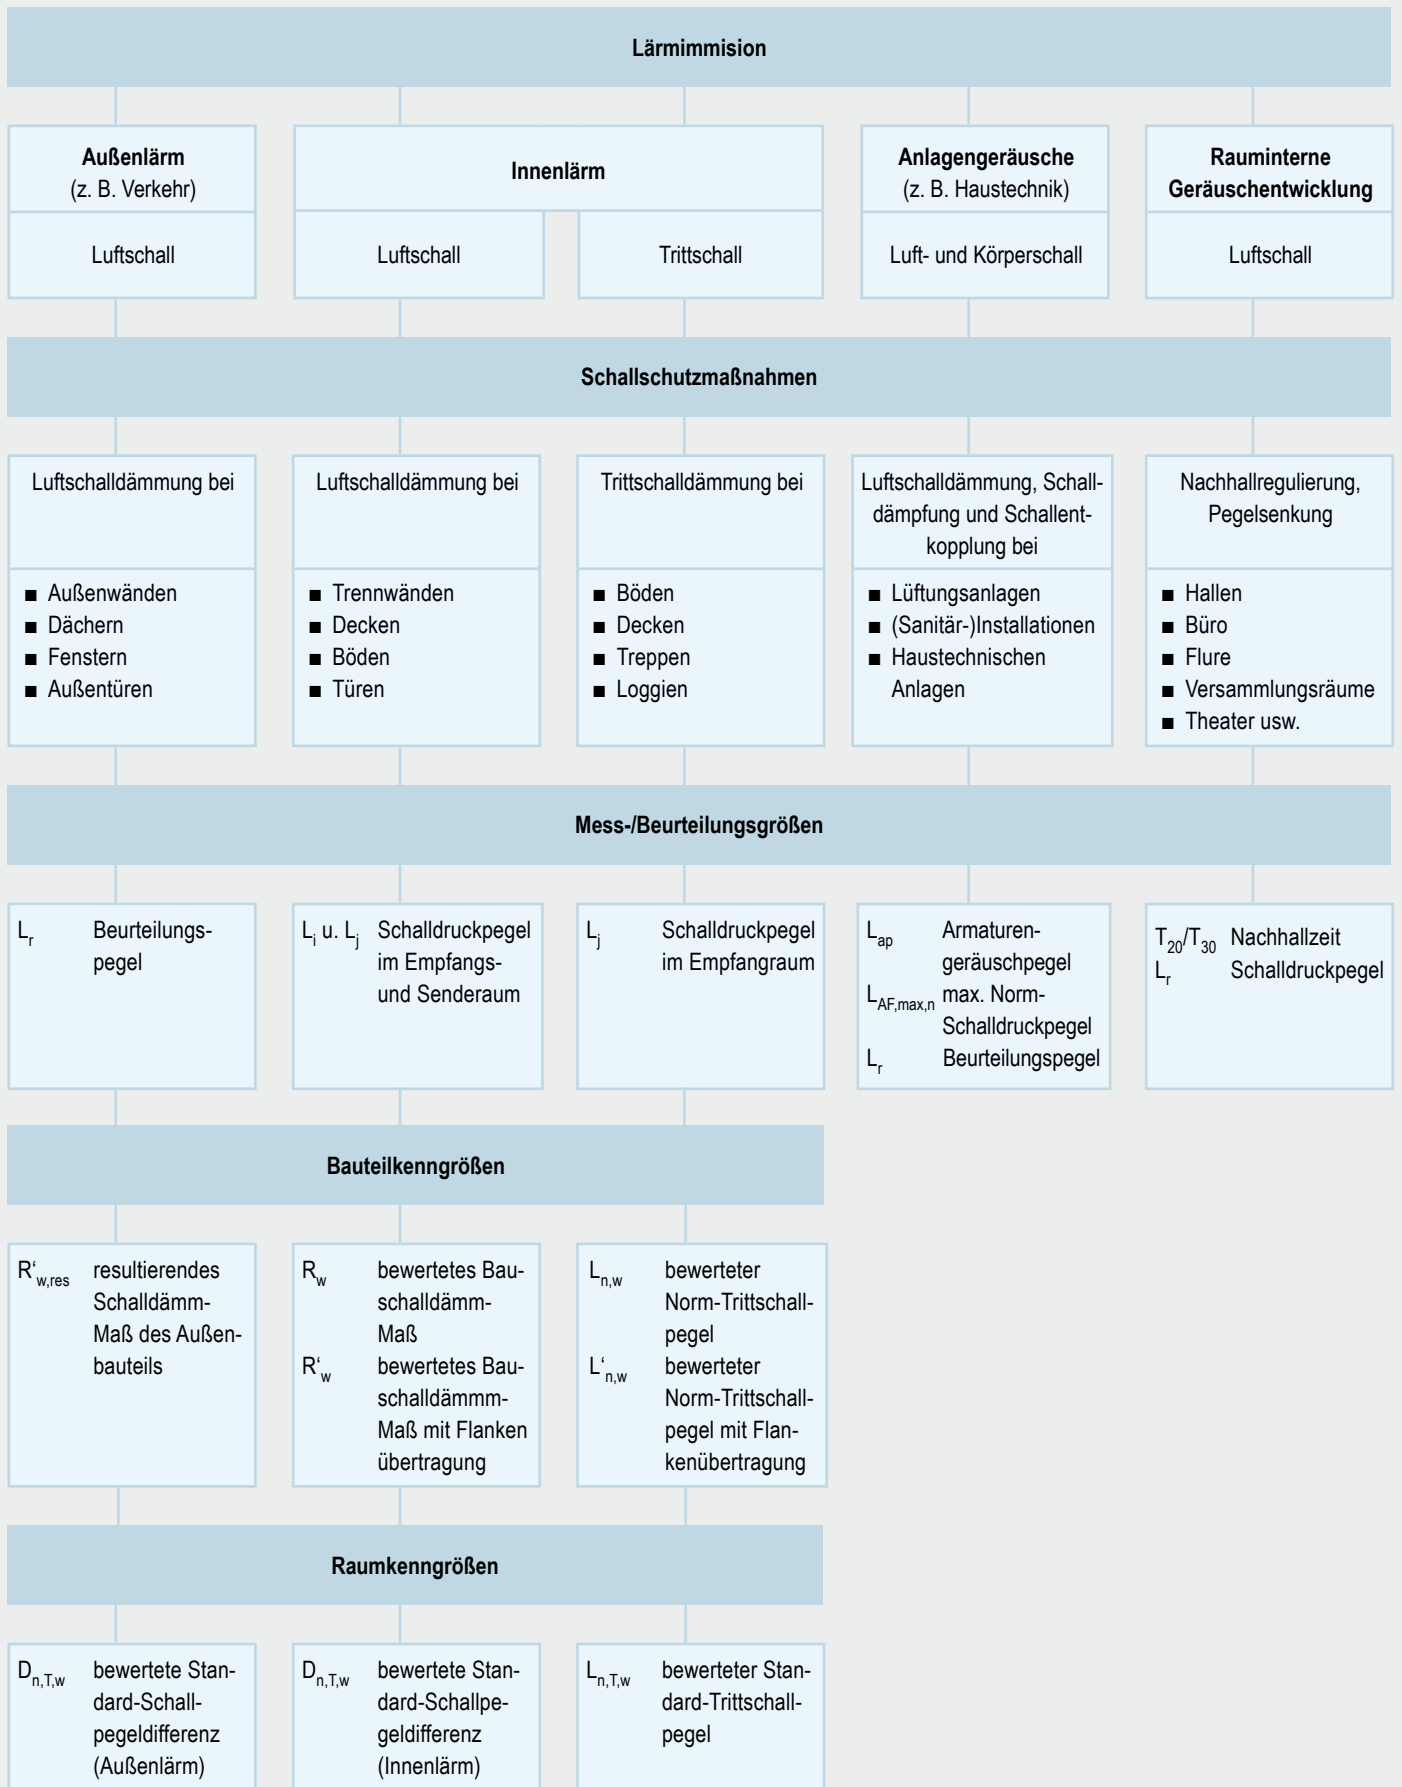 Lärmimmision
Außenlärm
(z. B. Verkehr)
Luftschall
Innenlärm
Luftschall
Trittschall
Anlagengeräusche
(z. B. Haustechnik)
Luft- und Körperschall
Rauminterne
Geräuschentwicklung
Luftschall
Schallschutzmaßnahmen
Luftschalldämmung bei
■ Außenwänden
■ Dächern
■ Fenstern
■ Außentüren
Luftschalldämmung bei
■ Trennwänden
■ Decken
■ Böden
■ Türen
Trittschalldämmung bei
■ Böden
■ Decken
■ Treppen
■ Loggien
Luftschalldämmung, Schall-
dämpfung und Schallent-
kopplung bei
■ Lüftungsanlagen
■ (Sanitär-)Installationen
■ Haustechnischen
Anlagen
Nachhallregulierung,
Pegelsenkung
■ Hallen
■ Büro
■ Flure
■ Versammlungsräume
■ Theater usw.
Mess-/Beurteilungsgrößen
Lr Beurteilungs-
pegel
Li u. Lj Schalldruckpegel
im Empfangs-
und Senderaum
Lj Schalldruckpegel
im Empfangraum
Lap Armaturen-
geräuschpegel
LAF,max,n max. Norm-
Schalldruckpegel
Lr Beurteilungspegel
T20/T30 Nachhallzeit
Lr Schalldruckpegel
Bauteilkenngrößen
R‘w,res resultierendes
Schalldämm-
Maß des Außen-
bauteils
Rw bewertetes Bau-
schalldämm-
Maß
R‘w bewertetes Bau-
schalldämmm-
Maß mit Flanken
übertragung
Ln,w bewerteter
Norm-Trittschall-
pegel
L‘n,w bewerteter
Norm-Trittschall-
pegel mit Flan-
kenübertragung
Raumkenngrößen
Dn,T,w bewertete Stan-
dard-Schall-
pegeldifferenz
(Außenlärm)
Dn,T,w bewertete Stan-
dard-Schallpe-
geldifferenz
(Innenlärm)
Ln,T,w bewerteter Stan-
dard-Trittschall-
pegel